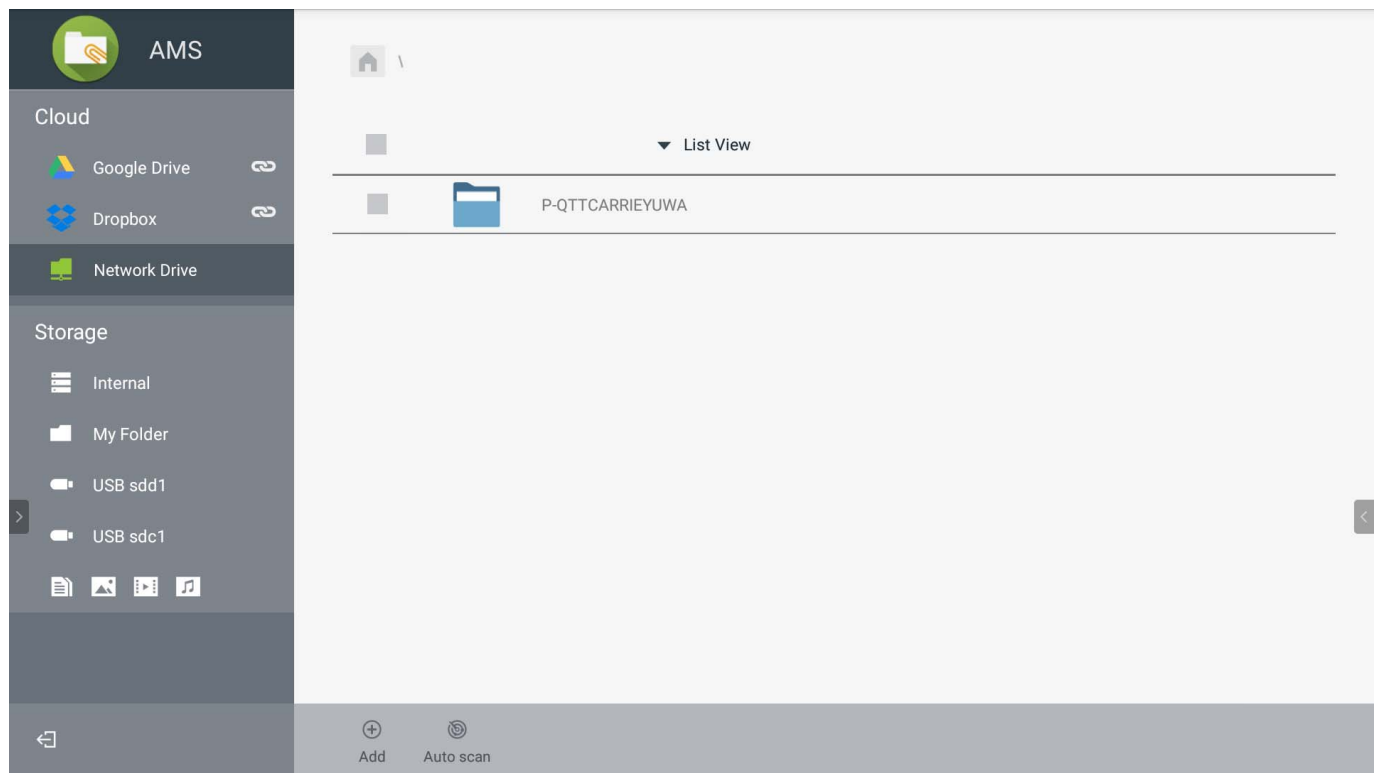 AMS
Cloud
Google Drive
Dropbox
Network Drive
Storage
Internal
My Folder
USB sdd1
USB sdc1
\
List View
P-QTTCARRIEYUWA
Add
Auto scan